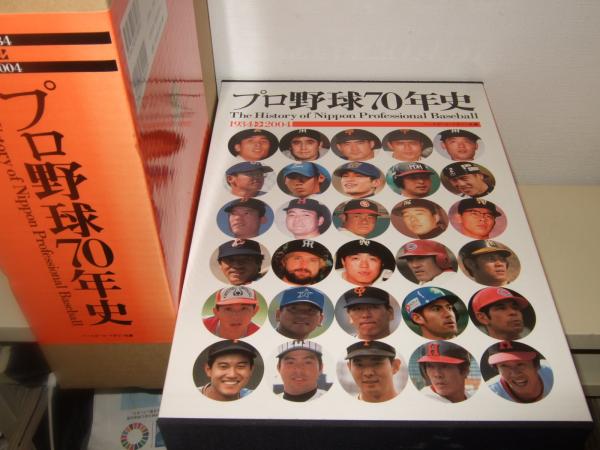 プロ野球70年史
The History of Nippon Professional Baseball
1934 2004
34
2004
プロ野球70年史
History of Nippon Professional Baseball